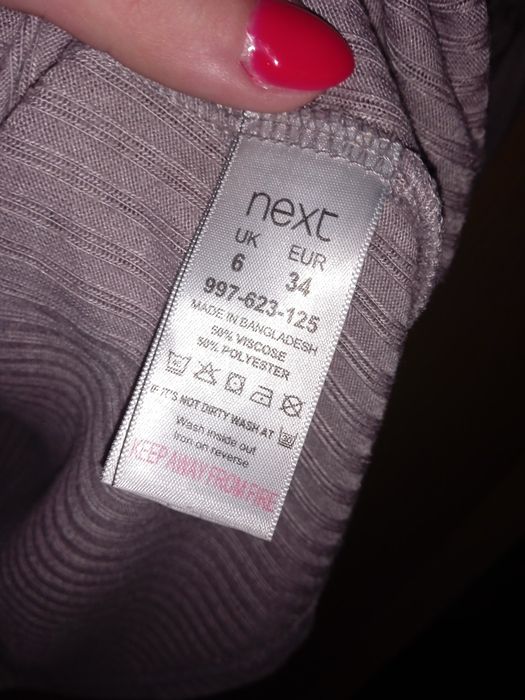 next
UK EUR
6 34
997-623-125
MADE IN BANGLADESH
50% VISCOSE
50% POLYESTER
IF IT'S NOT DIRTY WASH AT
Wash inside out
Iron on reverse
KEEP AWAY FROM FIRE